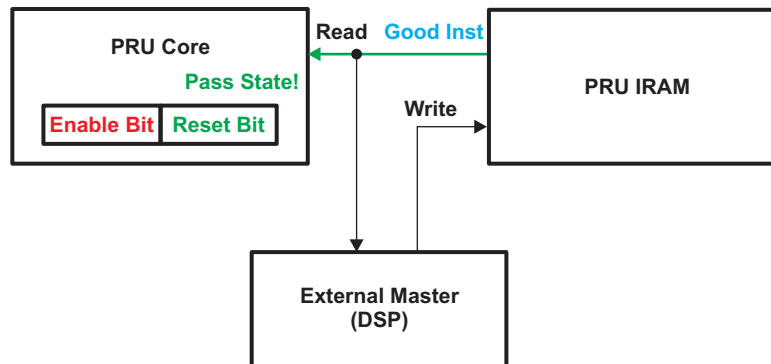 PRU Core
Read
Good Inst
Pass State!
PRU IRAM
Enable Bit
Reset Bit
Write
External Master
(DSP)